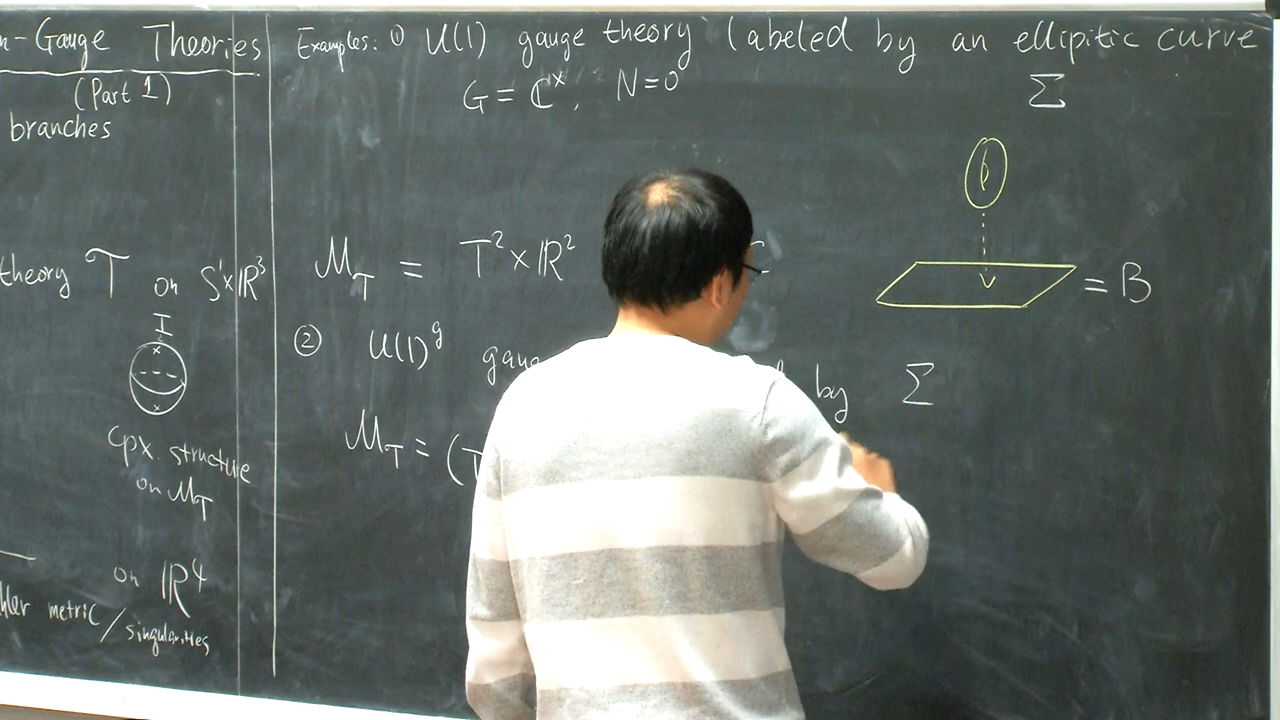 Gauge Theories
(Part 1)
branches
theory T on S¹×ℝ³
I
cpx. structure
on M_T
on ℝ⁴
metric / singularities
Examples: ① U(1) gauge theory labeled by an ellipitic curve
G = ℂ^×, N=0 Σ
M_T = T²×ℝ²
= B
② U(1)^g by Σ
M_T = (T